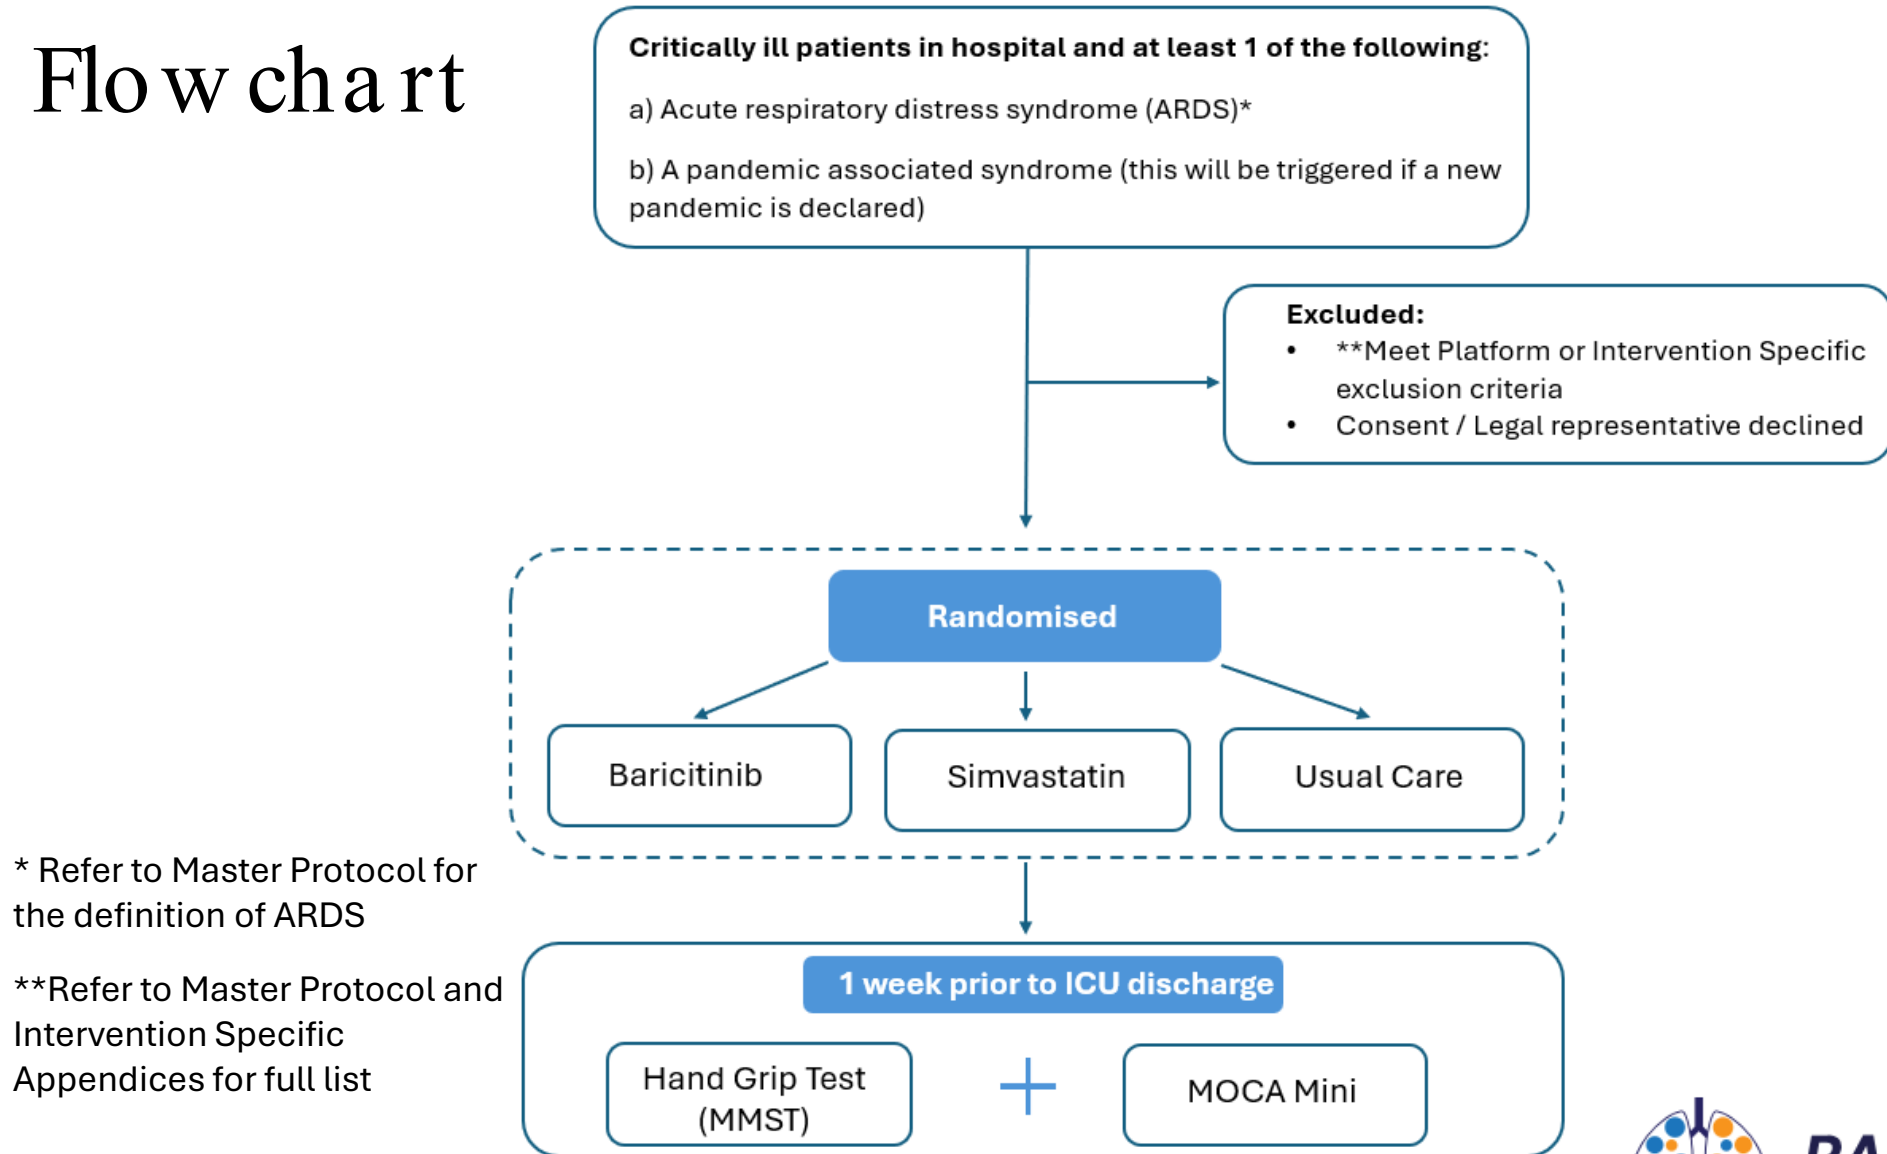 Flowchart
Critically ill patients in hospital and at least 1 of the following:
a) Acute respiratory distress syndrome (ARDS)*
b) A pandemic associated syndrome (this will be triggered if a new
pandemic is declared)
Excluded:
• **Meet Platform or Intervention Specific
exclusion criteria
• Consent / Legal representative declined
Randomised
Baricitinib
Simvastatin
Usual Care
* Refer to Master Protocol for
the definition of ARDS
**Refer to Master Protocol and
Intervention Specific
Appendices for full list
1 week prior to ICU discharge
Hand Grip Test
(MMST)
+
MOCA Mini